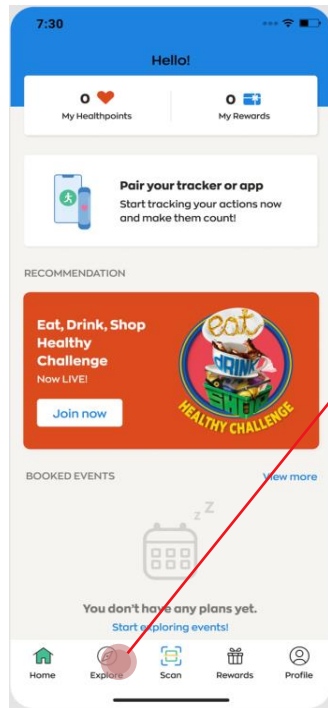 7:30
Hello!
0
0
My Healthpoints
My Rewards
Pair your tracker or app
Start tracking your actions now
and make them count!
RECOMMENDATION
Eat, Drink, Shop
Healthy
Challenge
Now LIVE!
Join now
eat
DRINK
SHOP
HEALTHY CHALLENGE
BOOKED EVENTS
View more
z Z
You don't have any plans yet.
Start exploring events!
Home
Explore
Scan
Rewards
Profile